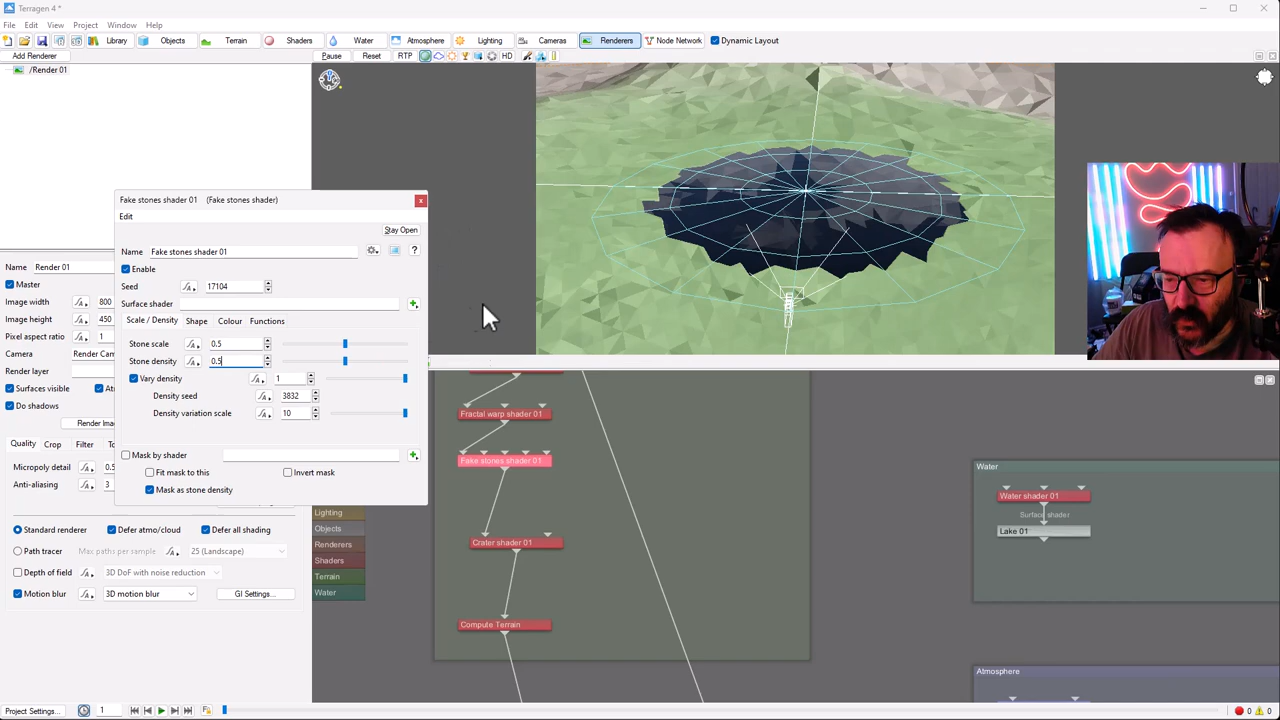 Terragen 4 *
File Edit View Project Window Help
Library Objects Terrain Shaders Water Atmosphere Lighting Cameras Renderers Node Network Dynamic Layout
Add Renderer
Pause Reset RTP HD
/Render 01
Fake stones shader 01 (Fake stones shader)
Edit
Stay Open
Name Fake stones shader 01 ?
Enable
Seed 17104
Surface shader
Scale / Density Shape Colour Functions
Stone scale 0.5
Stone density 0.5
Vary density 1
Density seed 3832
Density variation scale 10
Mask by shader
Fit mask to this Invert mask
Mask as stone density
Name Render 01
Master
Image width 800
Image height 450
Pixel aspect ratio 1
Camera Render Cam
Render layer
Surfaces visible
Do shadows
Render Ima
Quality Crop Filter
Micropoly detail 0.5
Anti-aliasing 3
Standard renderer Defer atmo/cloud Defer all shading
Path tracer Max paths per sample 25 (Landscape)
Depth of field 3D DoF with noise reduction
Motion blur 3D motion blur GI Settings...
Lighting
Objects
Renderers
Shaders
Terrain
Water
Fractal warp shader 01
Fake stones shader 01
Crater shader 01
Compute Terrain
Water
Water shader 01
Surface shader
Lake 01
Atmosphere
Project Settings... 1
0 0